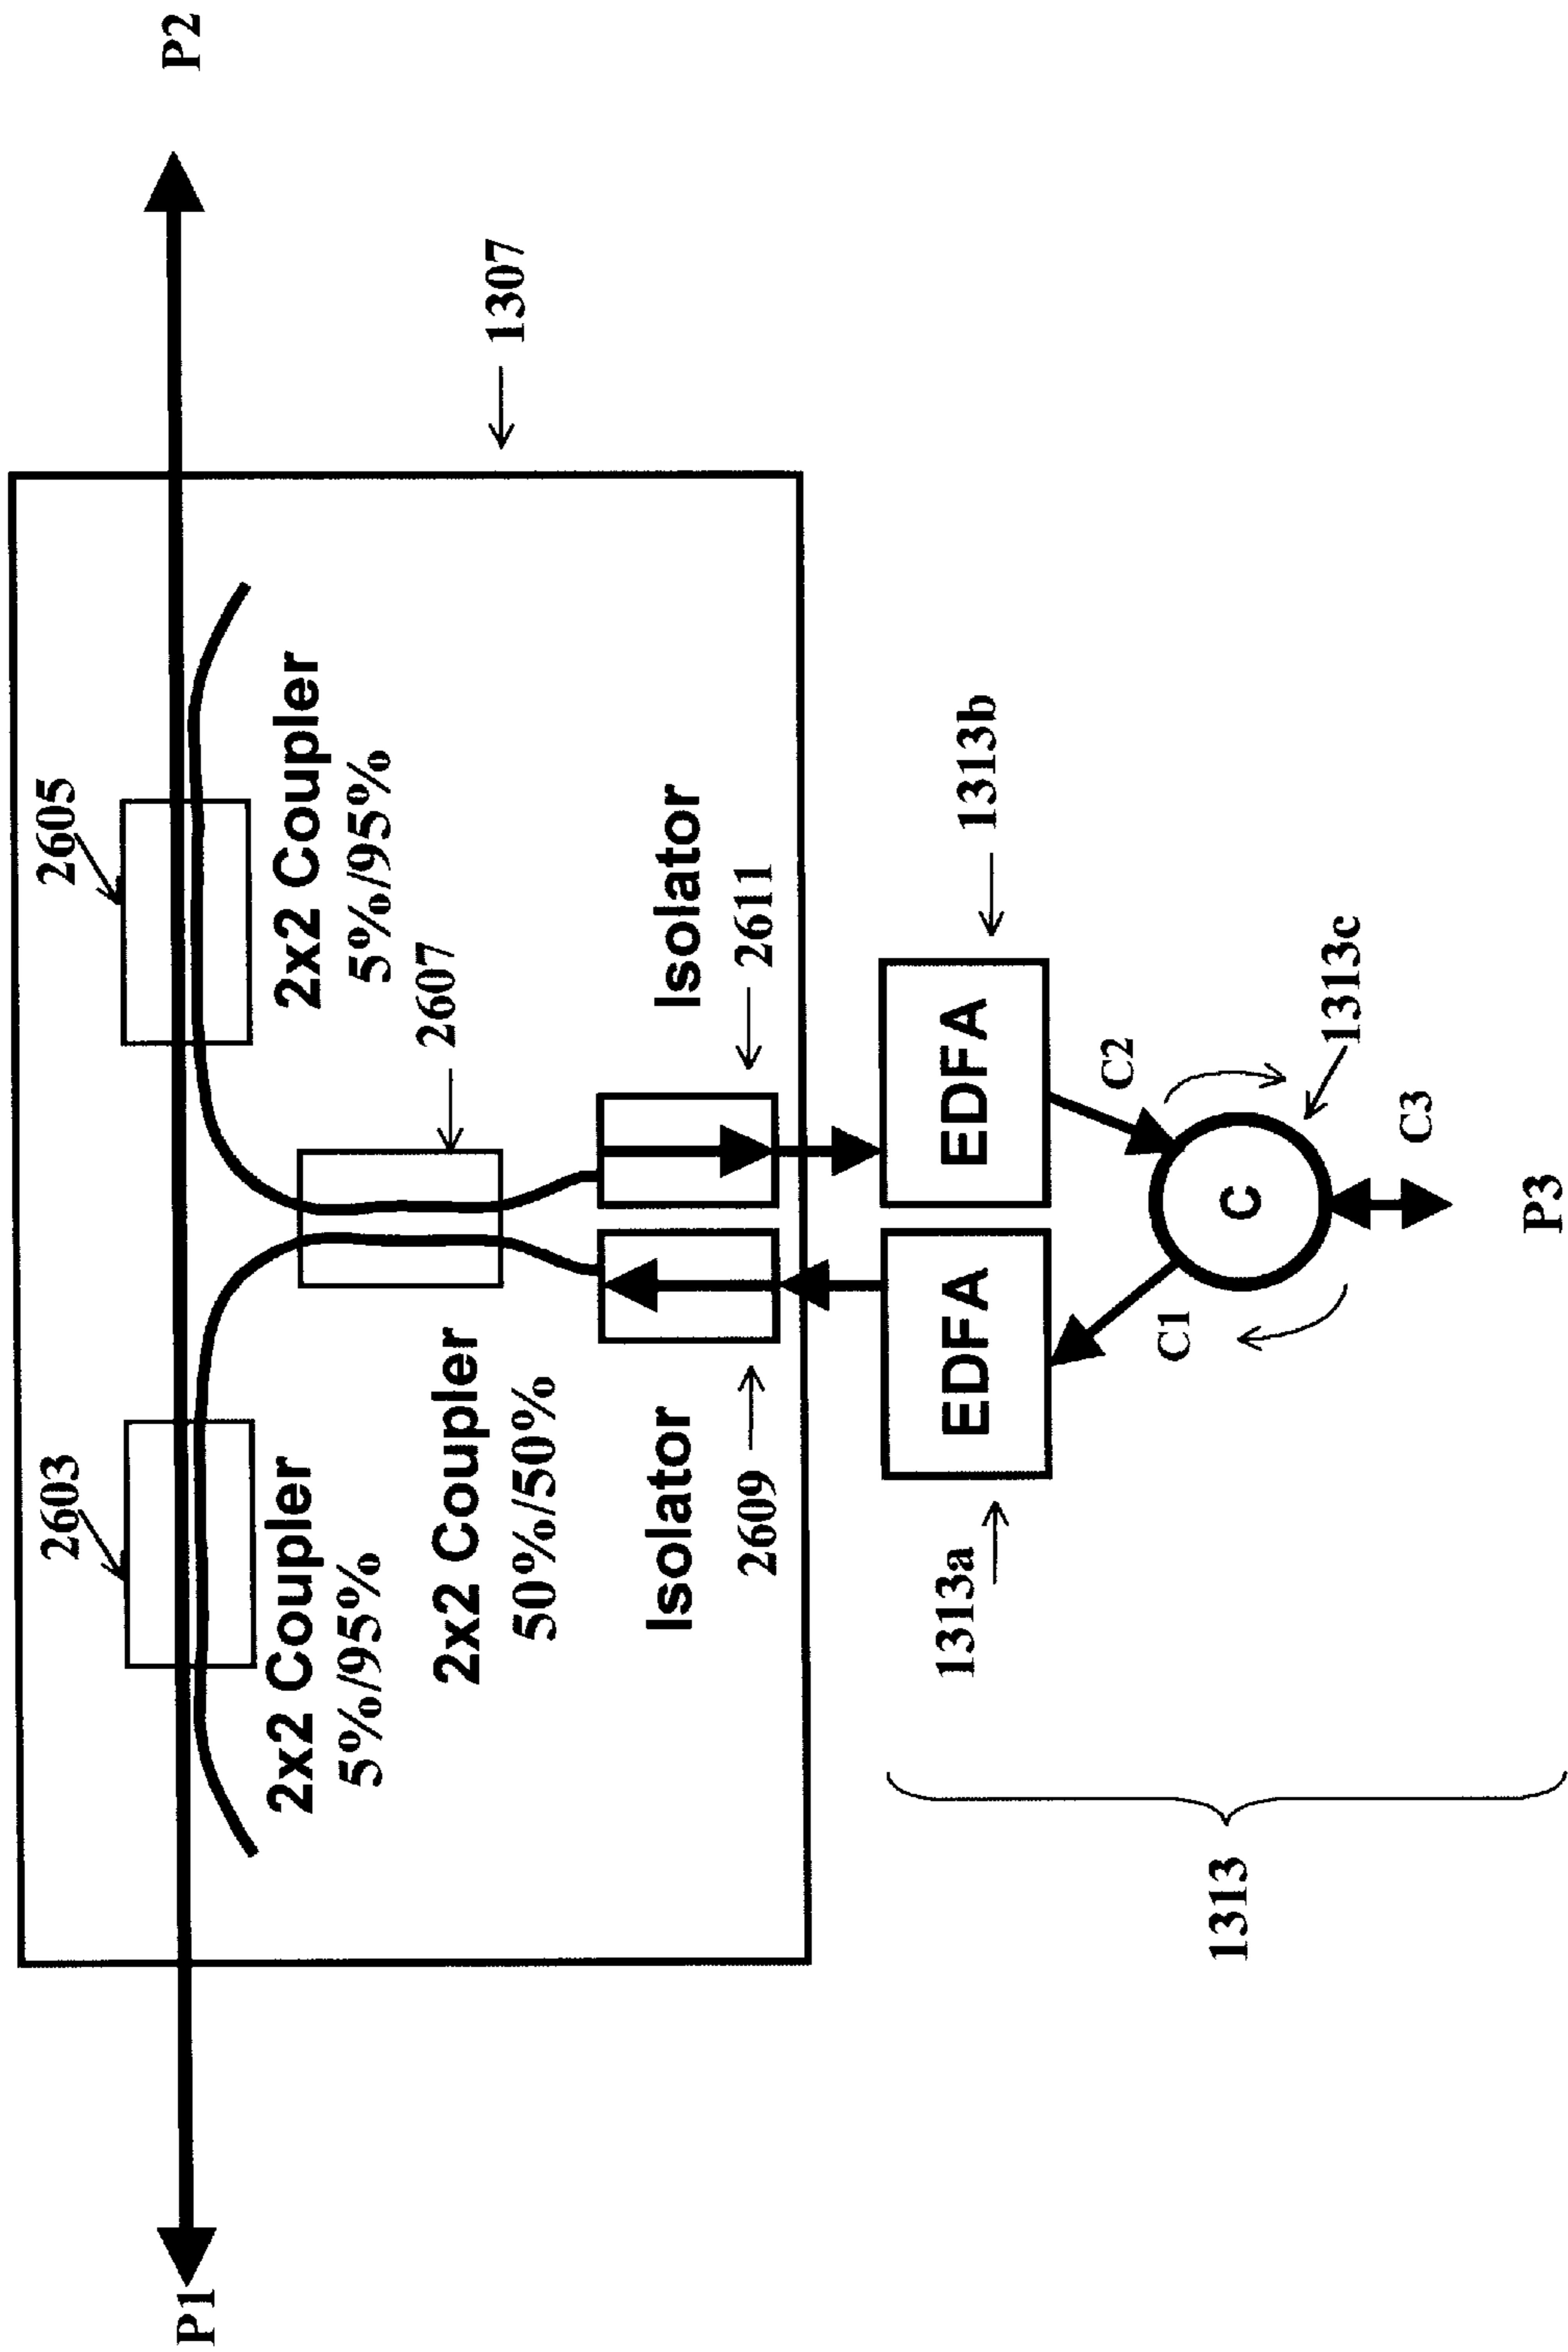 P1
P2
2603
2605
2x2 Coupler
5%/95%
2x2 Coupler
5%/95%
2607
2x2 Coupler
50%/50%
1307
Isolator
2609
Isolator
2611
1313a
EDFA
EDFA
1313b
C1
C2
C
1313c
C3
P3
1313